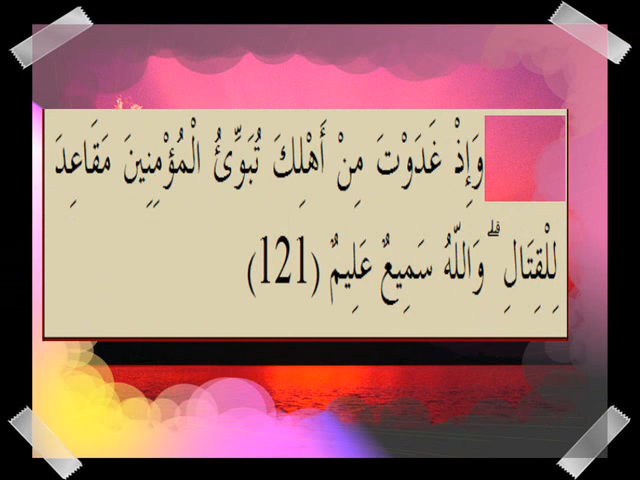 وَإِذْ غَدَوْتَ مِنْ أَهْلِكَ تُبَوِّئُ الْمُؤْمِنِينَ مَقَاعِدَ
لِلْقِتَالِ ۗ وَاللَّهُ سَمِيعٌ عَلِيمٌ (121)